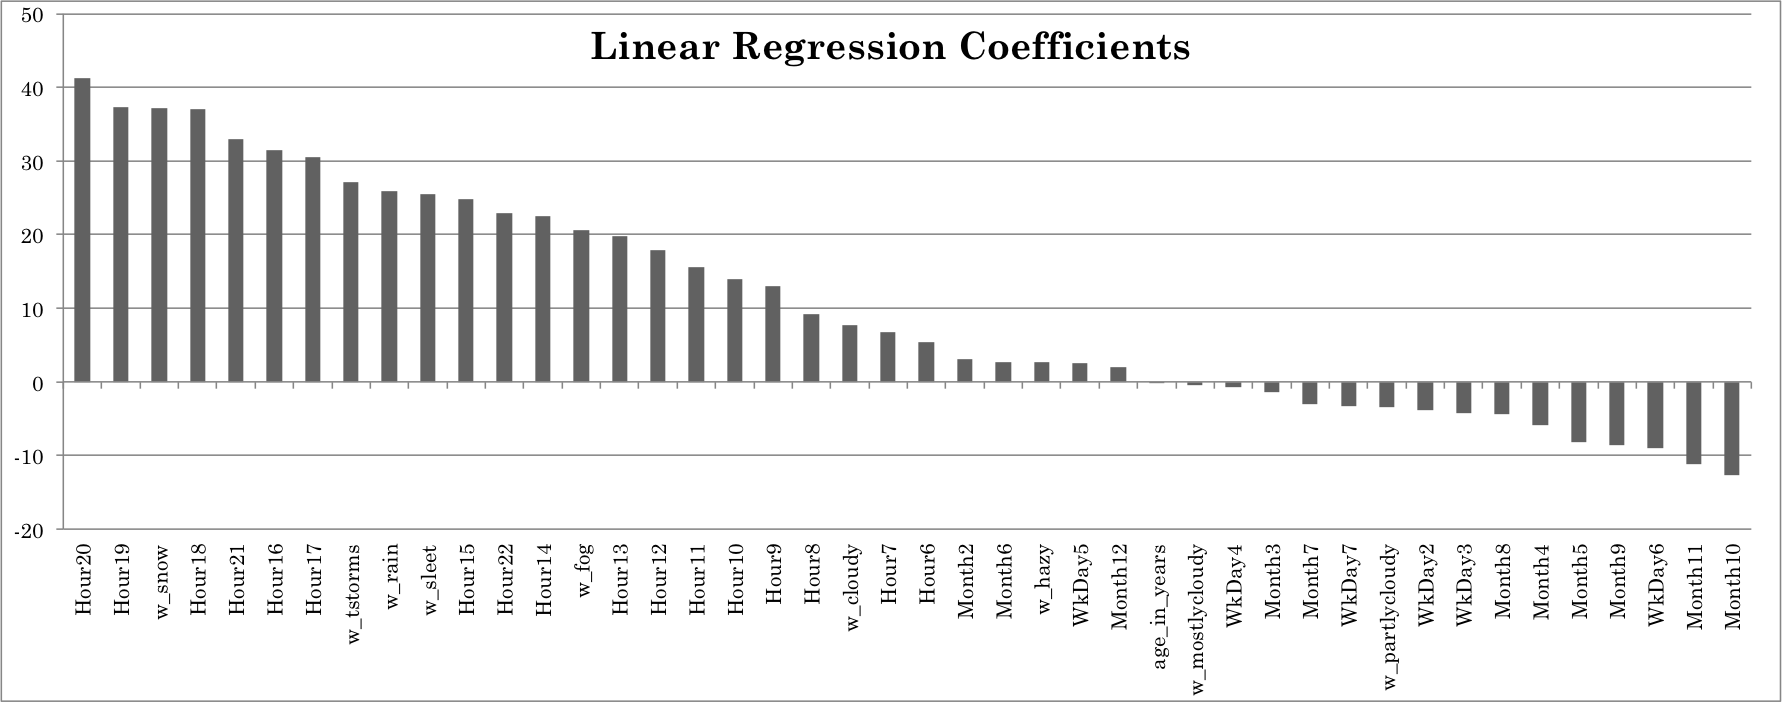 Linear Regression Coefficients
50
40
30
20
10
0
-10
-20
Hour20
Hour19
w_snow
Hour18
Hour21
Hour16
Hour17
w_tstorms
w_rain
w_sleet
Hour15
Hour22
Hour14
w_fog
Hour13
Hour12
Hour11
Hour10
Hour9
Hour8
w_cloudy
Hour7
Hour6
Month2
Month6
w_hazy
WkDay5
Month12
age_in_years
w_mostlycloudy
WkDay4
Month3
Month7
WkDay7
w_partlycloudy
WkDay2
WkDay3
Month8
Month4
Month5
Month9
WkDay6
Month11
Month10